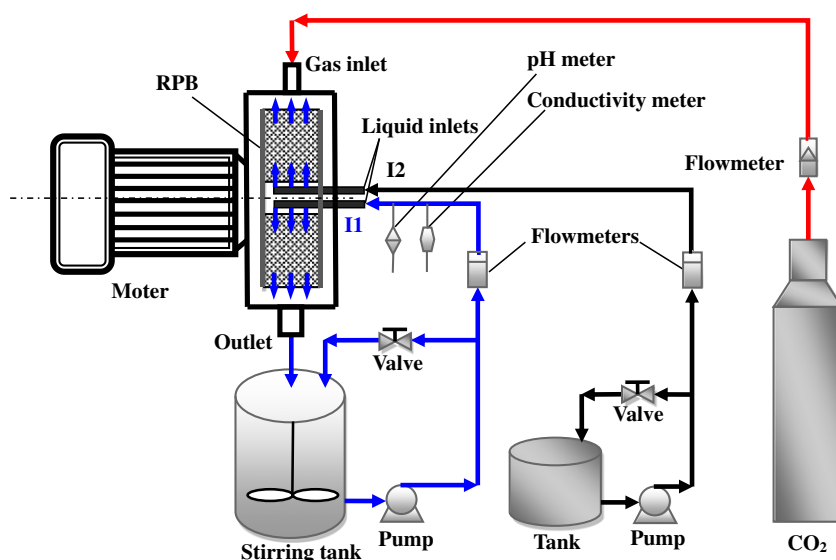 Gas inlet
pH meter
RPB
Conductivity meter
Liquid inlets
I2
Flowmeter
I1
Flowmeters
Moter
Outlet
Valve
Valve
Pump
Tank
Pump
CO₂
Stirring tank